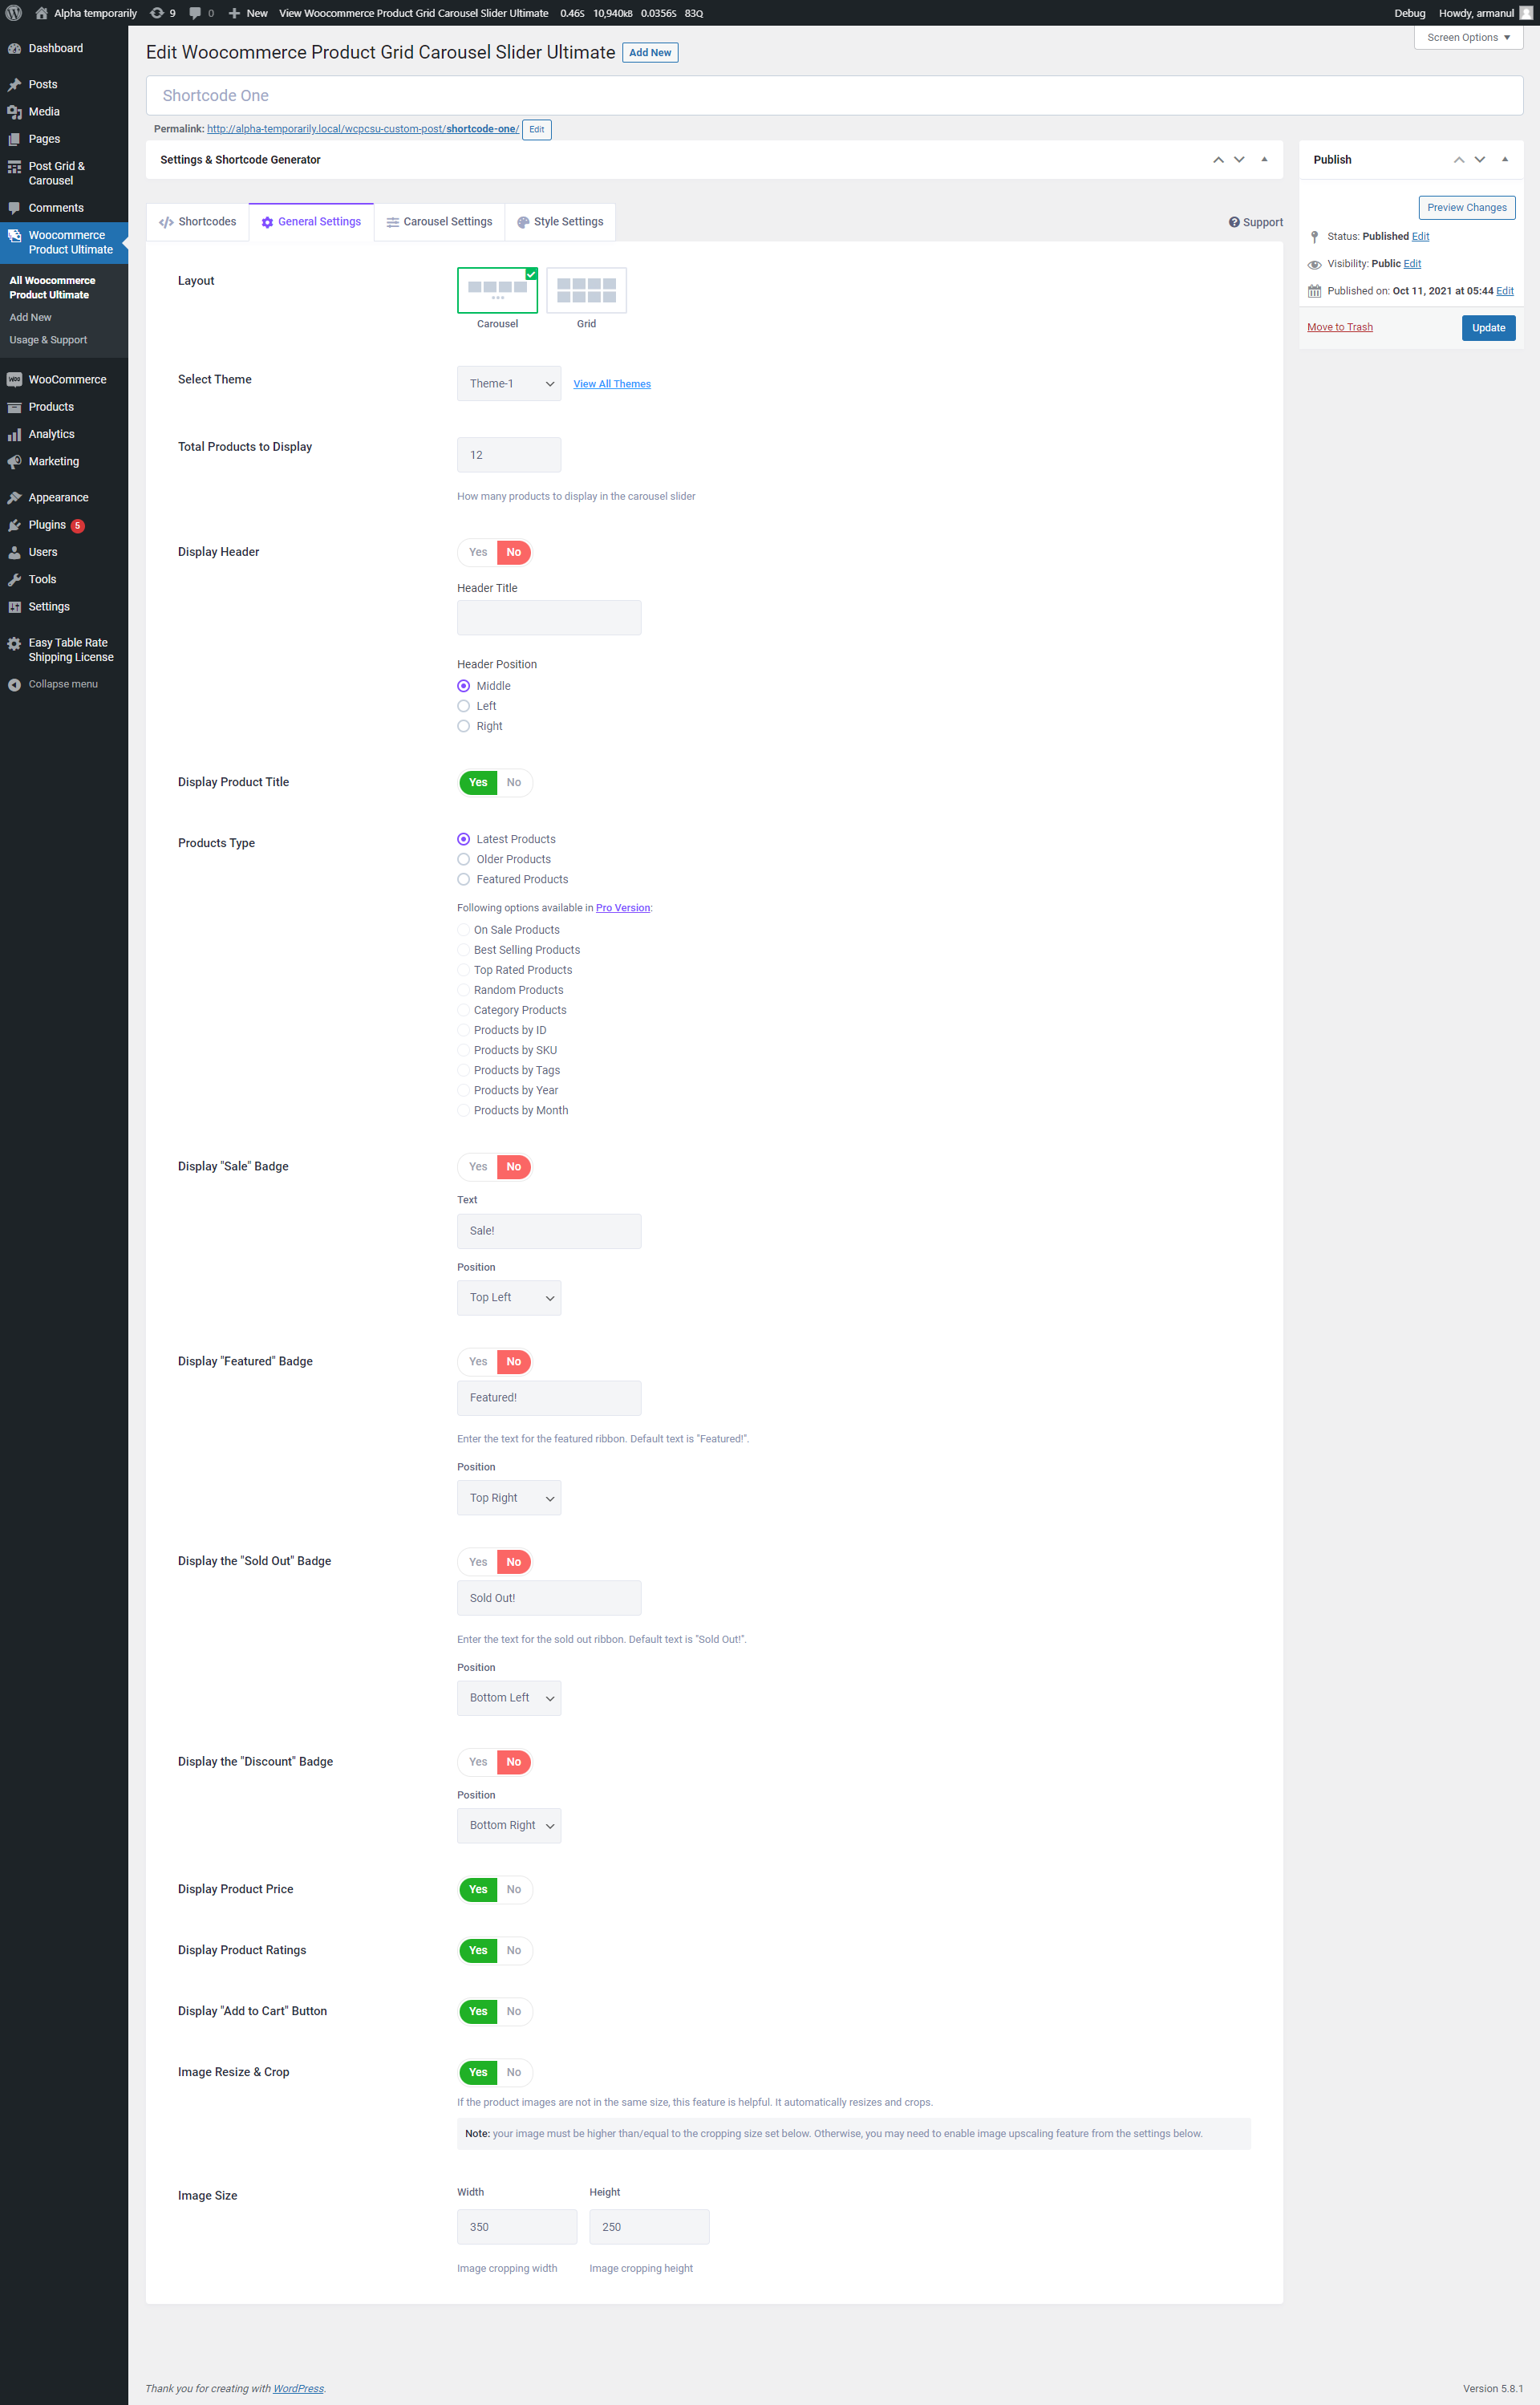 Alpha temporarily 9 0 New View Woocommerce Product Grid Carousel Slider Ultimate 0.46S 10,940KB 0.0356S 83Q Debug Howdy, armanul
Dashboard
Posts
Media
Pages
Post Grid &
Carousel
Comments
Woocommerce
Product Ultimate
All Woocommerce
Product Ultimate
Add New
Usage & Support
WooCommerce
Products
Analytics
Marketing
Appearance
Plugins 5
Users
Tools
Settings
Easy Table Rate
Shipping License
Collapse menu
Screen Options
Edit Woocommerce Product Grid Carousel Slider Ultimate Add New
Shortcode One
Permalink: http://alpha-temporarily.local/wcpcsu-custom-post/shortcode-one/ Edit
Settings & Shortcode Generator
Shortcodes General Settings Carousel Settings Style Settings Support
Layout
Carousel Grid
Select Theme Theme-1 View All Themes
Total Products to Display 12
How many products to display in the carousel slider
Display Header Yes No
Header Title
Header Position
Middle
Left
Right
Display Product Title Yes No
Products Type Latest Products
Older Products
Featured Products
Following options available in Pro Version:
On Sale Products
Best Selling Products
Top Rated Products
Random Products
Category Products
Products by ID
Products by SKU
Products by Tags
Products by Year
Products by Month
Display "Sale" Badge Yes No
Text
Sale!
Position
Top Left
Display "Featured" Badge Yes No
Featured!
Enter the text for the featured ribbon. Default text is "Featured!".
Position
Top Right
Display the "Sold Out" Badge Yes No
Sold Out!
Enter the text for the sold out ribbon. Default text is "Sold Out!".
Position
Bottom Left
Display the "Discount" Badge Yes No
Position
Bottom Right
Display Product Price Yes No
Display Product Ratings Yes No
Display "Add to Cart" Button Yes No
Image Resize & Crop Yes No
If the product images are not in the same size, this feature is helpful. It automatically resizes and crops.
Note: your image must be higher than/equal to the cropping size set below. Otherwise, you may need to enable image upscaling feature from the settings below.
Image Size Width Height
350 250
Image cropping width Image cropping height
Publish
Preview Changes
Status: Published Edit
Visibility: Public Edit
Published on: Oct 11, 2021 at 05:44 Edit
Move to Trash Update
Thank you for creating with WordPress. Version 5.8.1